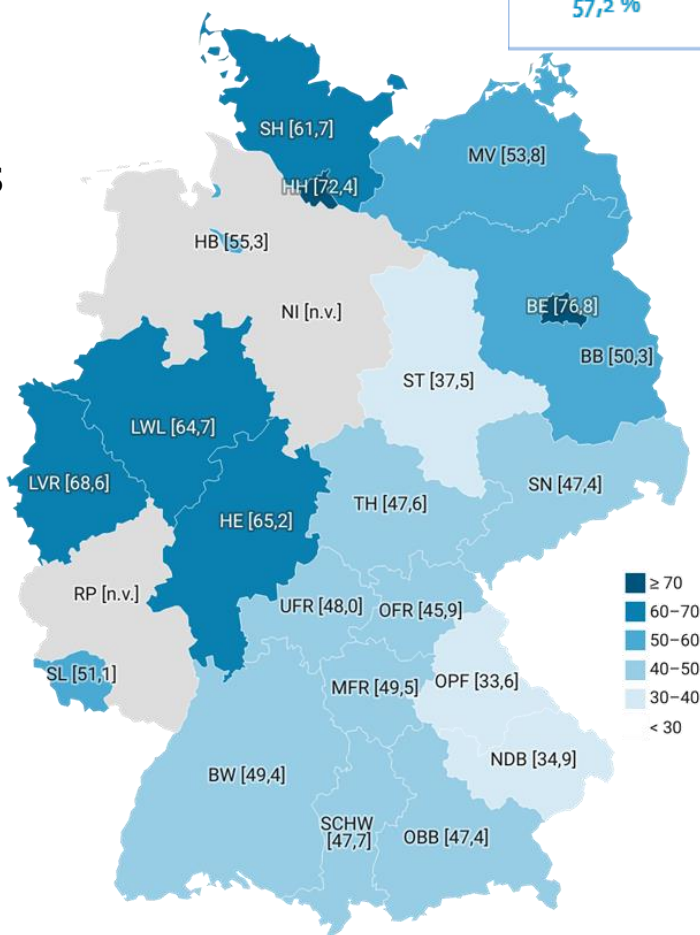 57,2 %
s
SH [61,7]
MV [53,8]
HH [72,4]
HB [55,3]
BE [76,8]
NI [n.v.]
BB [50,3]
ST [37,5]
LWL [64,7]
LVR [68,6]
SN [47,4]
TH [47,6]
HE [65,2]
RP [n.v.]
UFR [48,0]
OFR [45,9]
SL [51,1]
MFR [49,5]
OPF [33,6]
NDB [34,9]
BW [49,4]
SCHW
[47,7]
OBB [47,4]
≥ 70
60–70
50–60
40–50
30–40
< 30